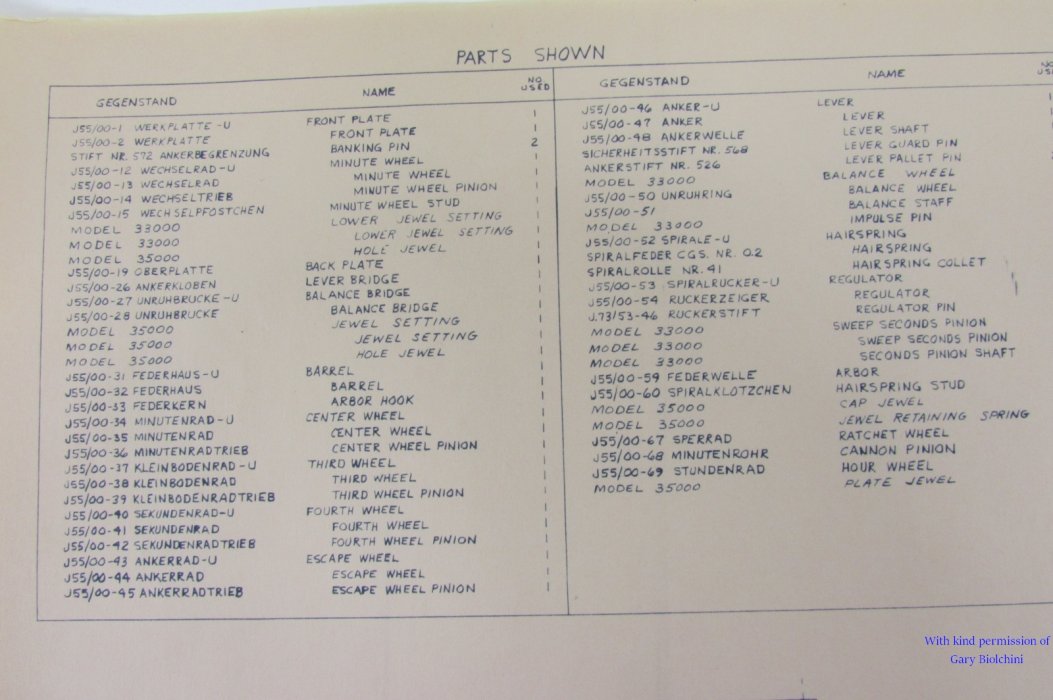 PARTS SHOWN
GEGENSTAND NAME NO. USED
J55/00-1 WERKPLATTE -U FRONT PLATE 1
J55/00-2 WERKPLATTE FRONT PLATE 1
STIFT NR. 572 ANKERBEGRENZUNG BANKING PIN 2
J55/00-12 WECHSELRAD-U MINUTE WHEEL 1
J55/00-13 WECHSELRAD MINUTE WHEEL 1
J55/00-14 WECHSELTRIEB MINUTE WHEEL PINION 1
J55/00-15 WECHSELPFOSTCHEN MINUTE WHEEL STUD 1
MODEL 33000 LOWER JEWEL SETTING 1
MODEL 33000 LOWER JEWEL SETTING 1
MODEL 35000 HOLE JEWEL 1
J55/00-19 OBERPLATTE BACK PLATE 1
J55/00-26 ANKERKLOBEN LEVER BRIDGE 1
J55/00-27 UNRUHBRUCKE -U BALANCE BRIDGE 1
J55/00-28 UNRUHBRUCKE BALANCE BRIDGE 1
MODEL 35000 JEWEL SETTING 1
MODEL 35000 JEWEL SETTING 1
MODEL 35000 HOLE JEWEL 1
J55/00-31 FEDERHAUS-U BARREL 1
J55/00-32 FEDERHAUS BARREL 1
J55/00-33 FEDERKERN ARBOR HOOK 1
J55/00-34 MINUTENRAD-U CENTER WHEEL 1
J55/00-35 MINUTENRAD CENTER WHEEL 1
J55/00-36 MINUTENRADTRIEB CENTER WHEEL PINION 1
J55/00-37 KLEINBODENRAD -U THIRD WHEEL 1
J55/00-38 KLEINBODENRAD THIRD WHEEL 1
J55/00-39 KLEINBODENRADTRIEB THIRD WHEEL PINION 1
J55/00-40 SEKUNDENRAD-U FOURTH WHEEL 1
J55/00-41 SEKUNDENRAD FOURTH WHEEL 1
J55/00-42 SEKUNDENRADTRIEB FOURTH WHEEL PINION 1
J55/00-43 ANKERRAD-U ESCAPE WHEEL 1
J55/00-44 ANKERRAD ESCAPE WHEEL 1
J55/00-45 ANKERRADTRIEB ESCAPE WHEEL PINION 1
GEGENSTAND NAME
J55/00-46 ANKER-U LEVER
J55/00-47 ANKER LEVER
J55/00-48 ANKERWELLE LEVER SHAFT
SICHERHEITSSTIFT NR. 568 LEVER GUARD PIN
ANKERSTIFT NR. 526 LEVER PALLET PIN
MODEL 33000 BALANCE WHEEL
J55/00-50 UNRUHRING BALANCE WHEEL
J55/00-51 BALANCE STAFF
MODEL 33000 IMPULSE PIN
J55/00-52 SPIRALE-U HAIRSPRING
SPIRALFEDER CGS. NR. 0.2 HAIRSPRING
SPIRALROLLE NR. 41 HAIRSPRING COLLET
J55/00-53 SPIRALRUCKER-U REGULATOR
J55/00-54 RUCKERZEIGER REGULATOR
J.73/53-46 RUCKERSTIFT REGULATOR PIN
MODEL 33000 SWEEP SECONDS PINION
MODEL 33000 SWEEP SECONDS PINION
MODEL 33000 SECONDS PINION SHAFT
J55/00-59 FEDERWELLE ARBOR
J55/00-60 SPIRALKLOTZCHEN HAIRSPRING STUD
MODEL 35000 CAP JEWEL
MODEL 35000 JEWEL RETAINING SPRING
J55/00-67 SPERRAD RATCHET WHEEL
J55/00-68 MINUTENROHR CANNON PINION
J55/00-69 STUNDENRAD HOUR WHEEL
MODEL 35000 PLATE JEWEL
With kind permission of
Gary Biolchini